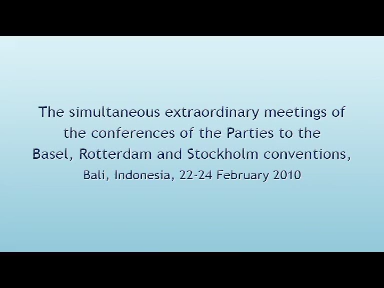 The simultaneous extraordinary meetings of
the conferences of the Parties to the
Basel, Rotterdam and Stockholm conventions,
Bali, Indonesia, 22-24 February 2010